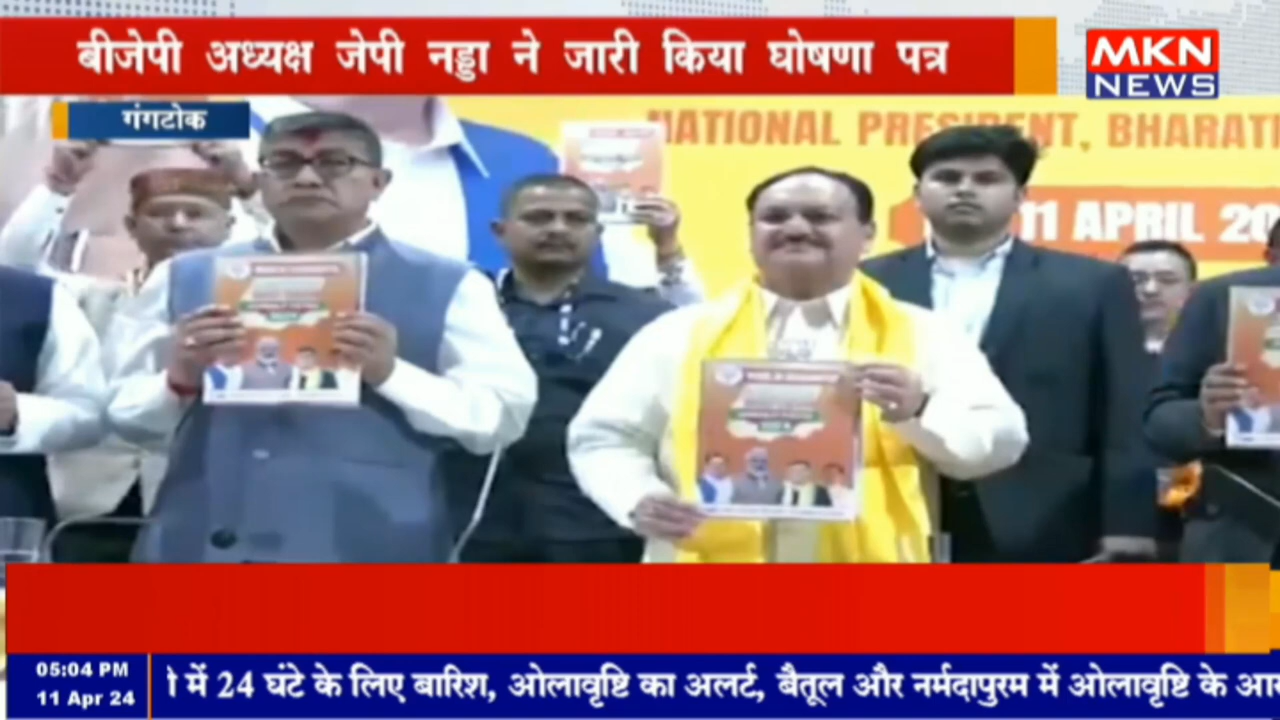 बीजेपी अध्यक्ष जेपी नड्डा ने जारी किया घोषणा पत्र
MKN
NEWS
गंगटोक
NATIONAL PRESIDENT, BHARATI
11 APRIL 20
05:04 PM
11 Apr 24
में 24 घंटे के लिए बारिश, ओलावृष्टि का अलर्ट, बैतूल और नर्मदापुरम में ओलावृष्टि के आस